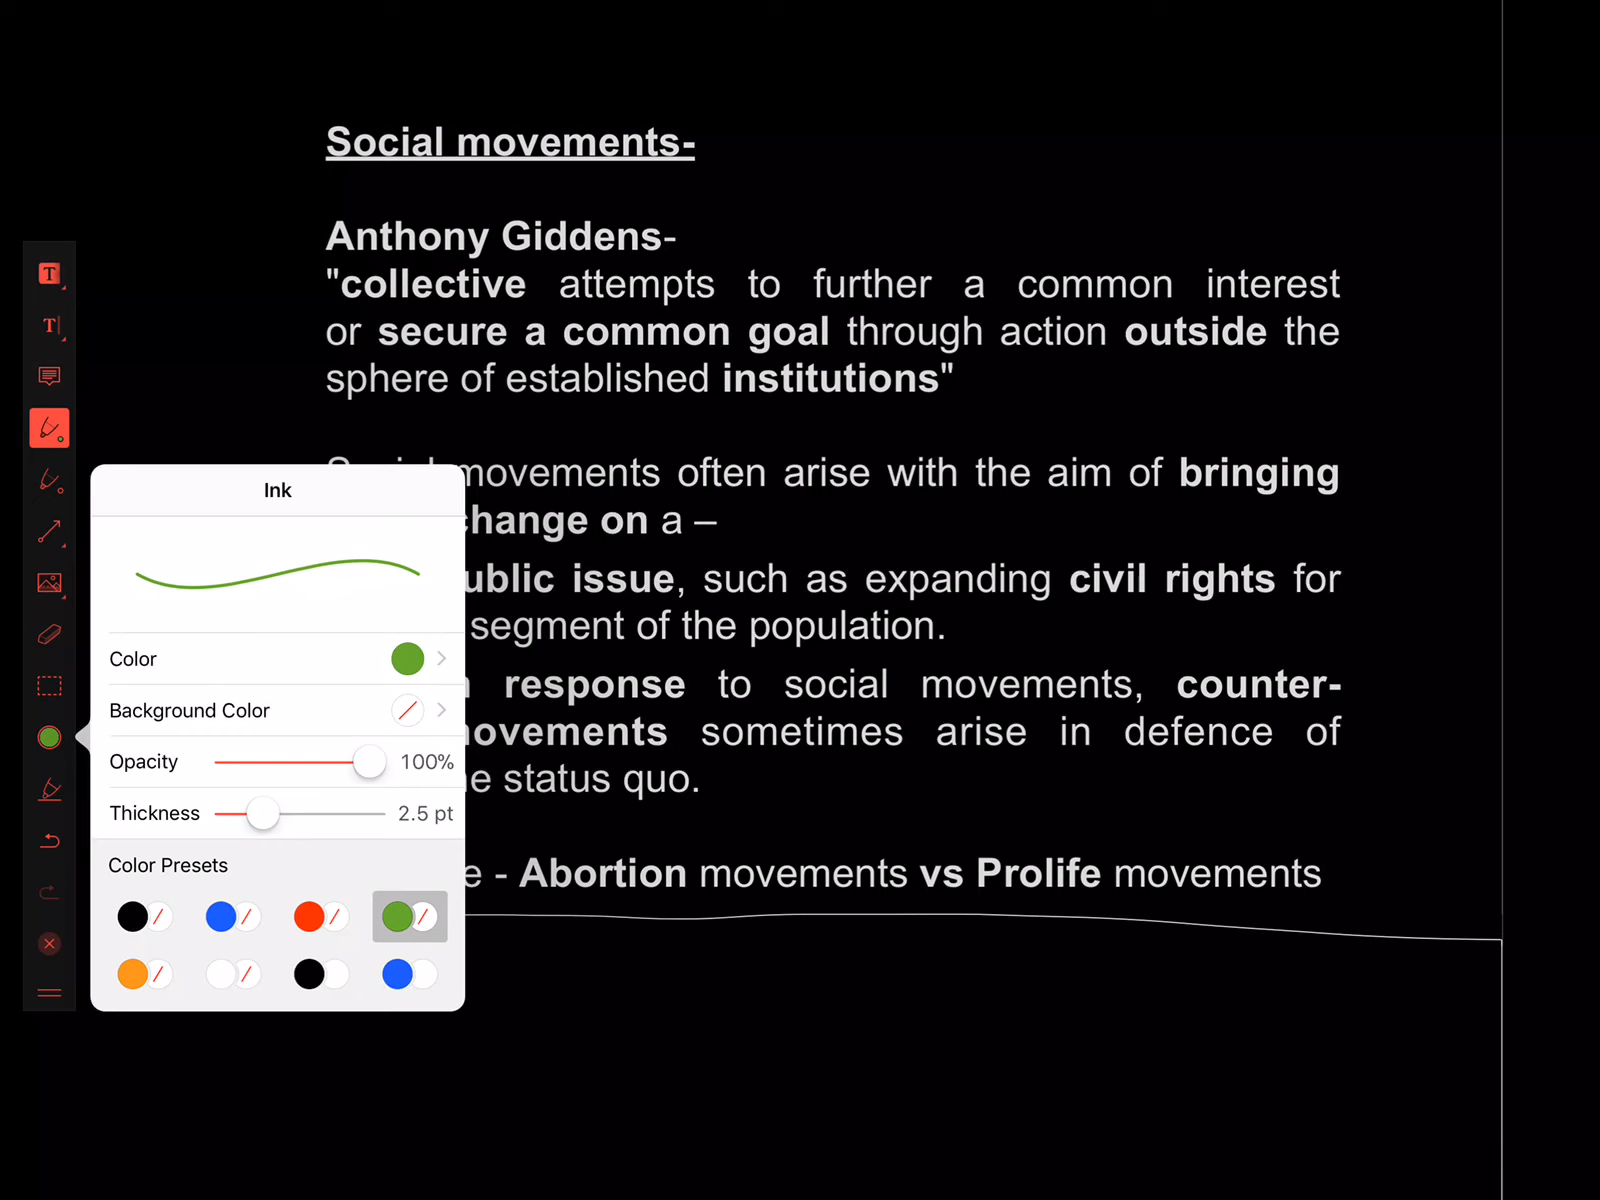 Social movements-
Anthony Giddens-
"collective attempts to further a common interest
or secure a common goal through action outside the
sphere of established institutions"
movements often arise with the aim of bringing
change on a –
ublic issue, such as expanding civil rights for
segment of the population.
response to social movements, counter-
ovements sometimes arise in defence of
e status quo.
e - Abortion movements vs Prolife movements
T
T
Ink
Color
Background Color
Opacity 100%
Thickness 2.5 pt
Color Presets